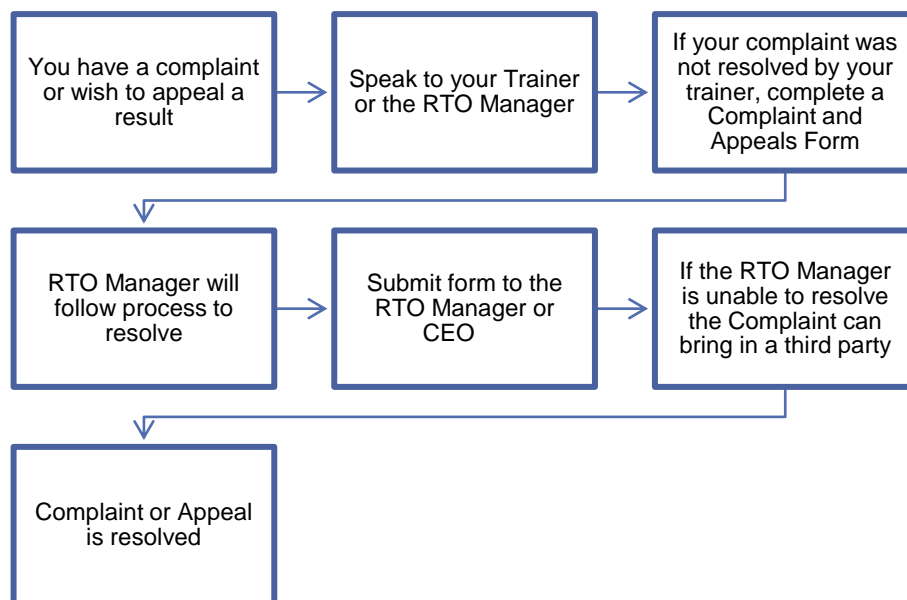 You have a complaint
or wish to appeal a
result
Speak to your Trainer
or the RTO Manager
If your complaint was
not resolved by your
trainer, complete a
Complaint and
Appeals Form
RTO Manager will
follow process to
resolve
Submit form to the
RTO Manager or
CEO
If the RTO Manager
is unable to resolve
the Complaint can
bring in a third party
Complaint or Appeal
is resolved